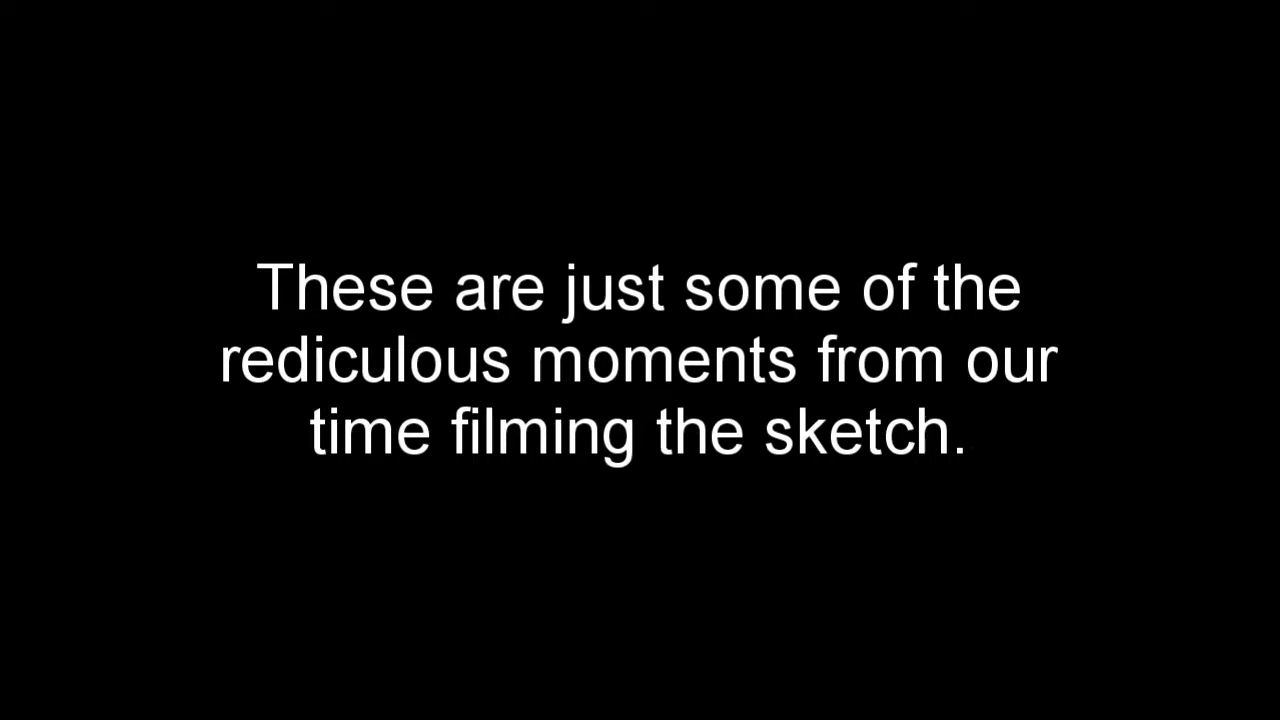 These are just some of the
rediculous moments from our
time filming the sketch.